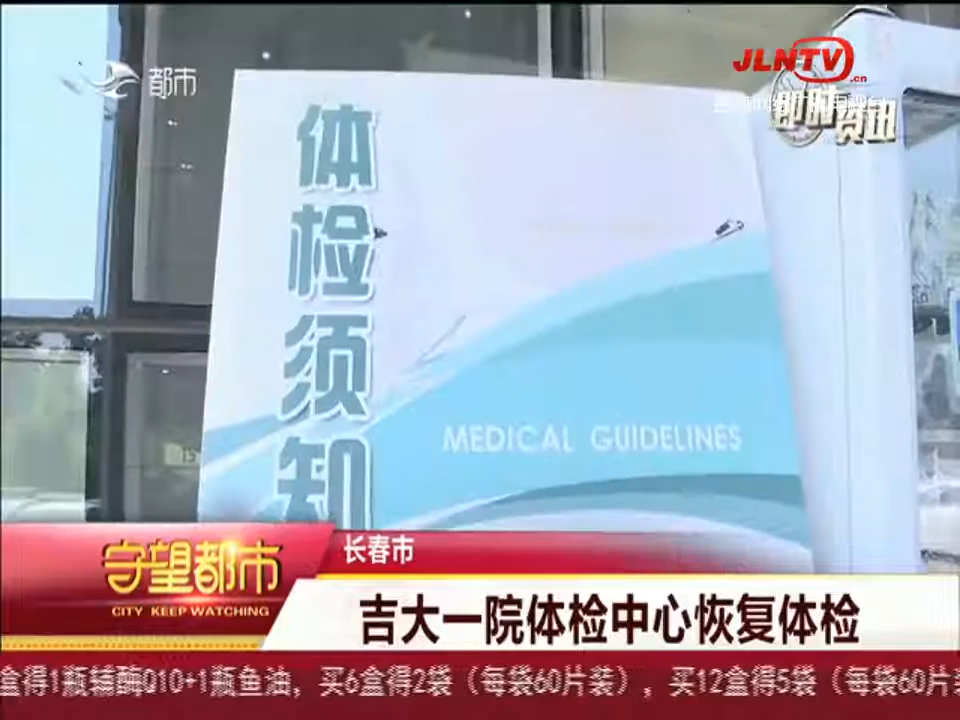 JLNTV
.cn
都市
即时资讯
体检须知
MEDICAL GUIDELINES
守望都市
CITY KEEP WATCHING
长春市
吉大一院体检中心恢复体检
盒得1瓶辅酶Q10+1瓶鱼油，买6盒得2袋（每袋60片装），买12盒得5袋（每袋60片装